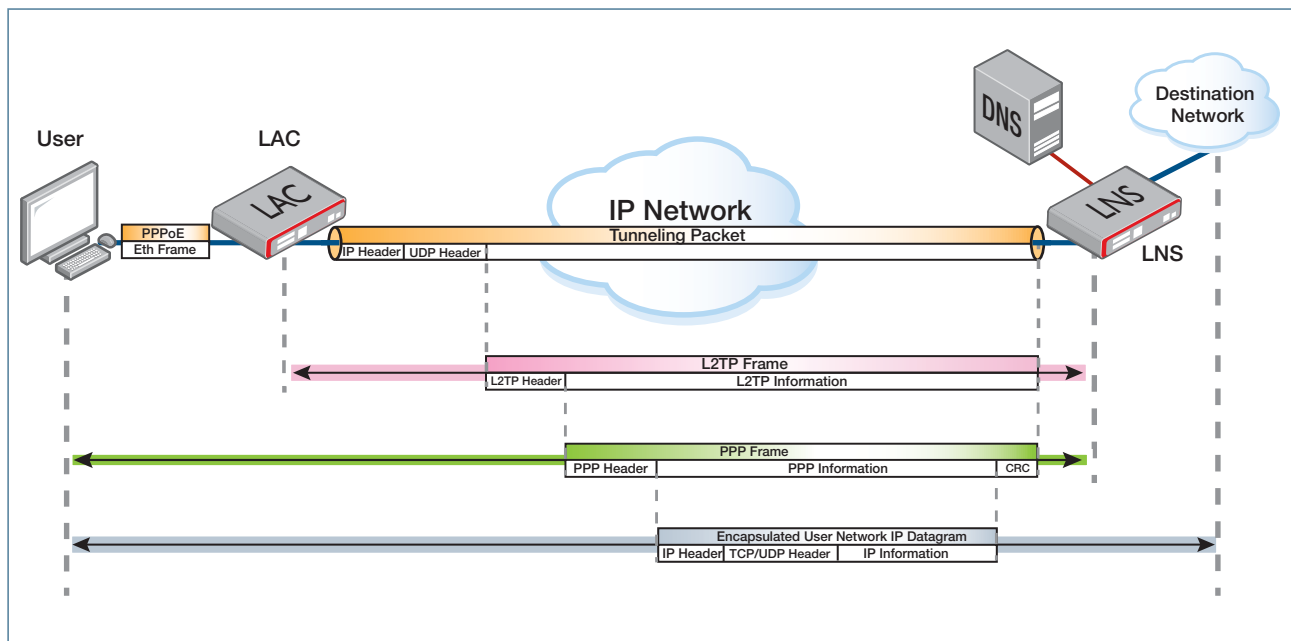 User
LAC
LAC
PPPoE
Eth Frame
IP Network
Tunneling Packet
IP Header
UDP Header
DNS
Destination
Network
LNS
LNS
L2TP Frame
L2TP Header
L2TP Information
PPP Frame
PPP Header
PPP Information
CRC
Encapsulated User Network IP Datagram
IP Header
TCP/UDP Header
IP Information